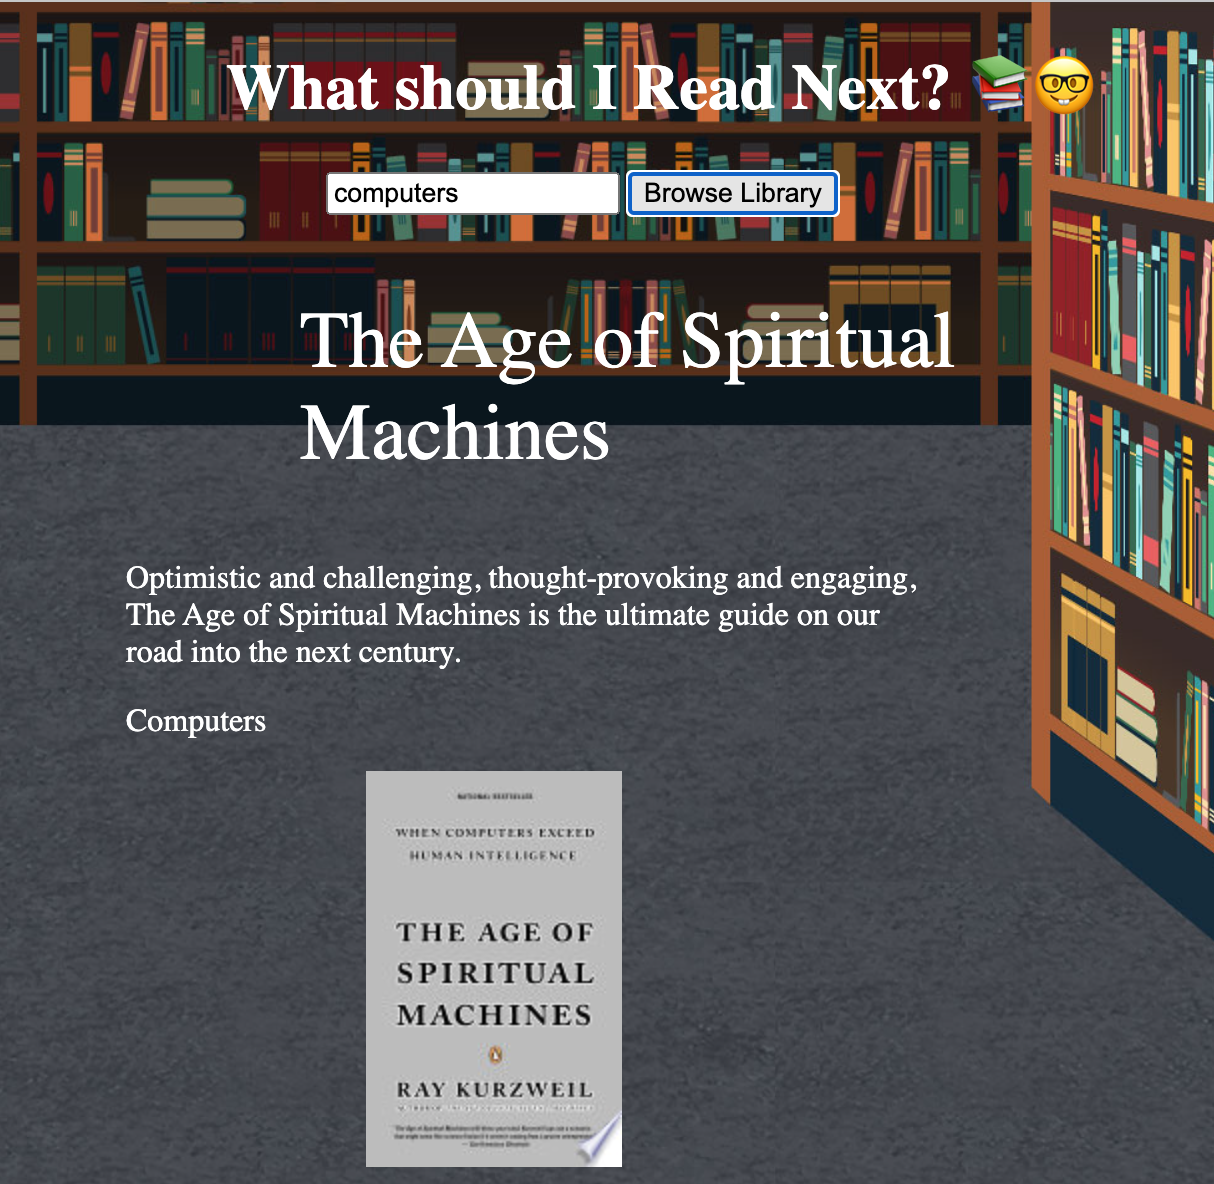 What should I Read Next? 📚🤓
computers
Browse Library
The Age of Spiritual
Machines
Optimistic and challenging, thought-provoking and engaging,
The Age of Spiritual Machines is the ultimate guide on our
road into the next century.
Computers
NATIONAL BESTSELLER
WHEN COMPUTERS EXCEED
HUMAN INTELLIGENCE
THE AGE OF
SPIRITUAL
MACHINES
RAY KURZWEIL